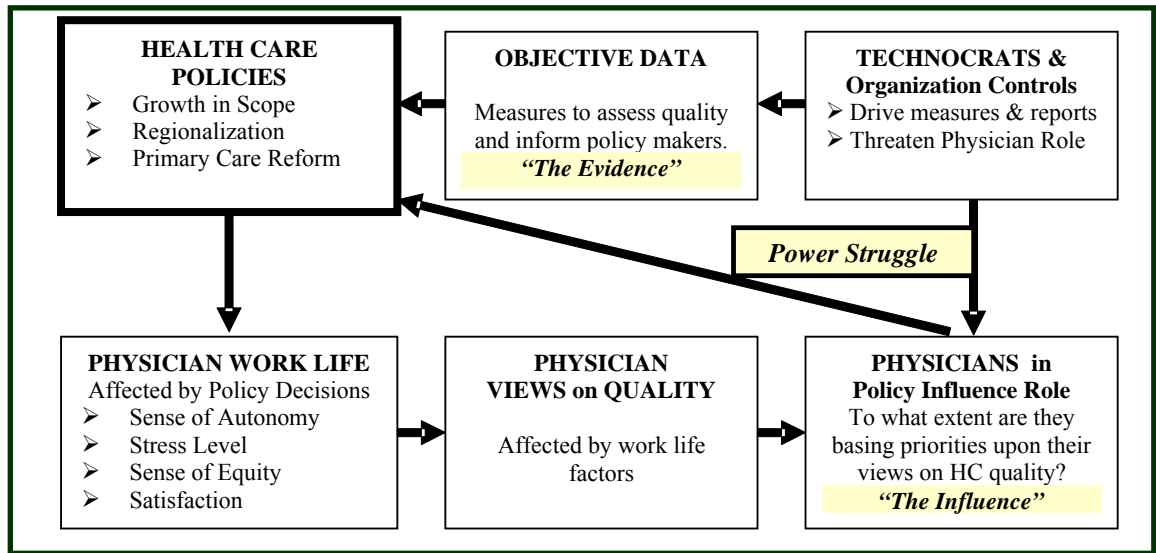 HEALTH CARE
POLICIES
➢ Growth in Scope
➢ Regionalization
➢ Primary Care Reform
OBJECTIVE DATA
Measures to assess quality
and inform policy makers.
“The Evidence”
TECHNOCRATS &
Organization Controls
➢ Drive measures & reports
➢ Threaten Physician Role
Power Struggle
PHYSICIAN WORK LIFE
Affected by Policy Decisions
➢ Sense of Autonomy
➢ Stress Level
➢ Sense of Equity
➢ Satisfaction
PHYSICIAN
VIEWS on QUALITY
Affected by work life
factors
PHYSICIANS in
Policy Influence Role
To what extent are they
basing priorities upon their
views on HC quality?
“The Influence”